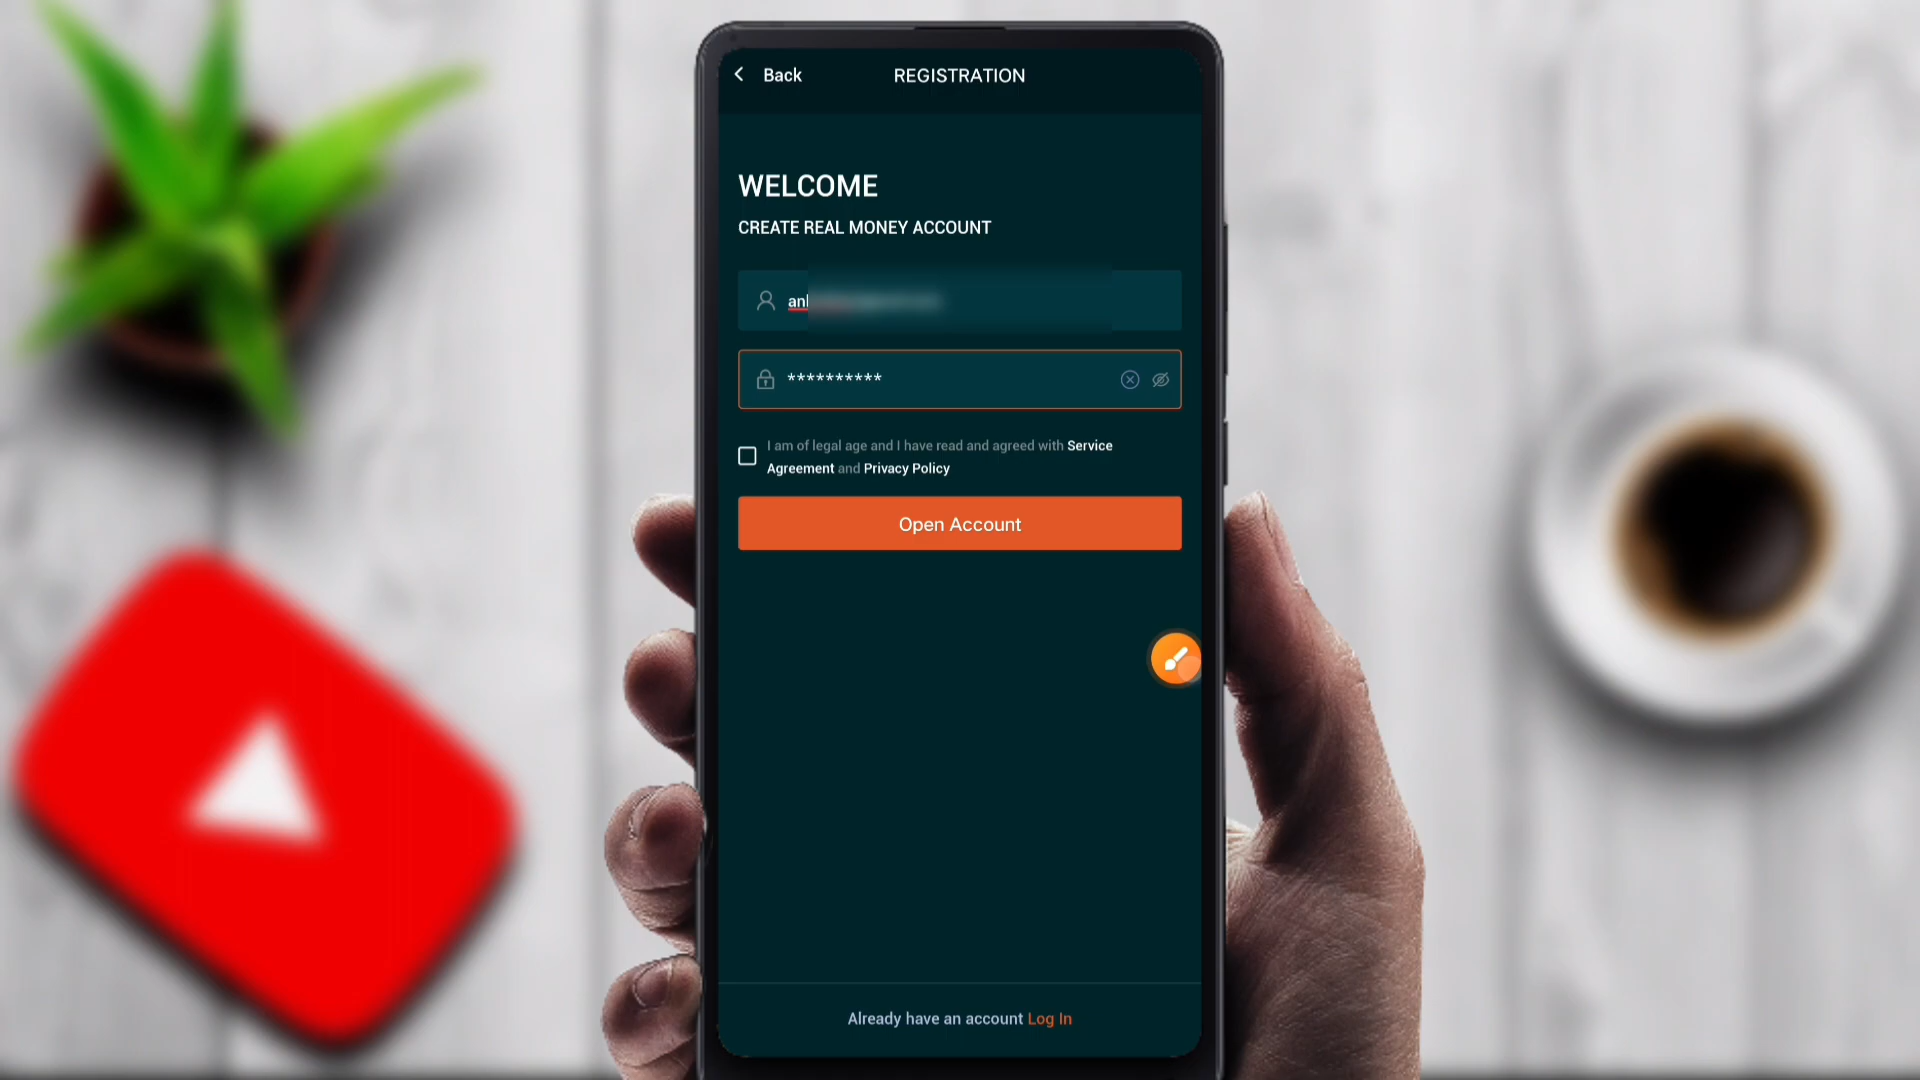 Back
REGISTRATION
WELCOME
CREATE REAL MONEY ACCOUNT
**********
I am of legal age and I have read and agreed with Service
Agreement and Privacy Policy
Open Account
Already have an account Log In